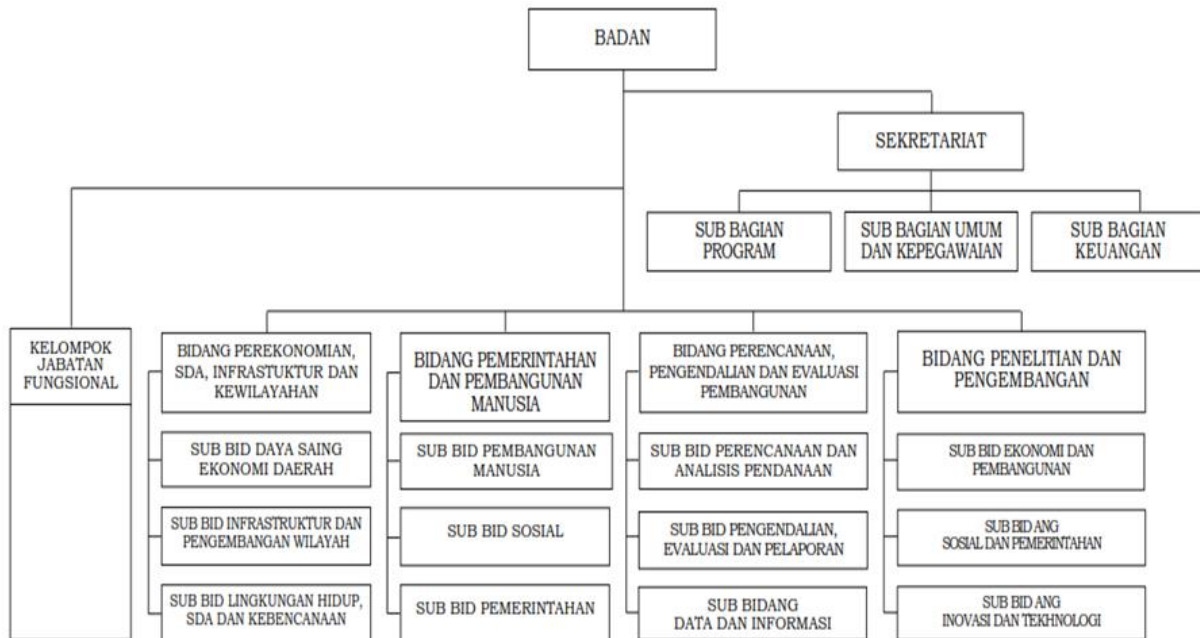 BADAN
SEKRETARIAT
SUB BAGIAN
PROGRAM
SUB BAGIAN UMUM
DAN KEPEGAWAIAN
SUB BAGIAN
KEUANGAN
KELOMPOK
JABATAN
FUNGSIONAL
BIDANG PEREKONOMIAN,
SDA, INFRASTUKTUR DAN
KEWILAYAHAN
SUB BID DAYA SAING
EKONOMI DAERAH
SUB BID INFRASTRUKTUR DAN
PENGEMBANGAN WILAYAH
SUB BID LINGKUNGAN HIDUP,
SDA DAN KEBENCANAAN
BIDANG PEMERINTAHAN
DAN PEMBANGUNAN
MANUSIA
SUB BID PEMBANGUNAN
MANUSIA
SUB BID SOSIAL
SUB BID PEMERINTAHAN
BIDANG PERENCANAAN,
PENGENDALIAN DAN EVALUASI
PEMBANGUNAN
SUB BID PERENCANAAN DAN
ANALISIS PENDANAAN
SUB BID PENGENDALIAN,
EVALUASI DAN PELAPORAN
SUB BIDANG
DATA DAN INFORMASI
BIDANG PENELITIAN DAN
PENGEMBANGAN
SUB BID EKONOMI DAN
PEMBANGUNAN
SUB BID ANG
SOSIAL DAN PEMERINTAHAN
SUB BID ANG
INOVASI DAN TEKHNOLOGI